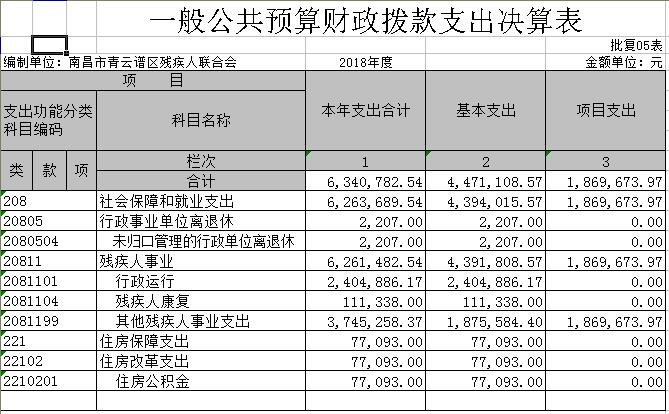 一般公共预算财政拨款支出决算表
批复05表
编制单位：南昌市青云谱区残疾人联合会 2018年度 金额单位：元
项 目 本年支出合计 基本支出 项目支出
支出功能分类科目编码 科目名称
类 款 项 栏次 1 2 3
合计 6,340,782.54 4,471,108.57 1,869,673.97
208 社会保障和就业支出 6,263,689.54 4,394,015.57 1,869,673.97
20805 行政事业单位离退休 2,207.00 2,207.00 0.00
2080504 未归口管理的行政单位离退休 2,207.00 2,207.00 0.00
20811 残疾人事业 6,261,482.54 4,391,808.57 1,869,673.97
2081101 行政运行 2,404,886.17 2,404,886.17 0.00
2081104 残疾人康复 111,338.00 111,338.00 0.00
2081199 其他残疾人事业支出 3,745,258.37 1,875,584.40 1,869,673.97
221 住房保障支出 77,093.00 77,093.00 0.00
22102 住房改革支出 77,093.00 77,093.00 0.00
2210201 住房公积金 77,093.00 77,093.00 0.00